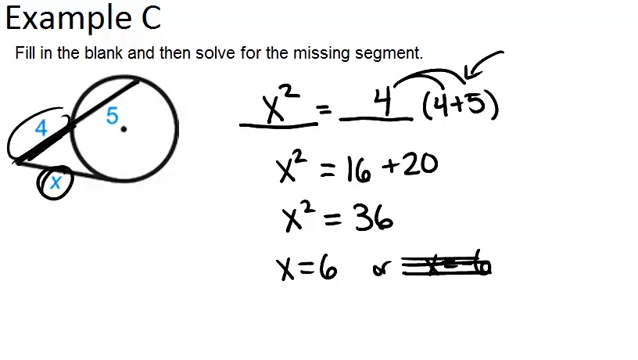 Example C
Fill in the blank and then solve for the missing segment.
x² = 4 (4+5)
4
5
x
x² = 16 + 20
x² = 36
x = 6 or x = -6